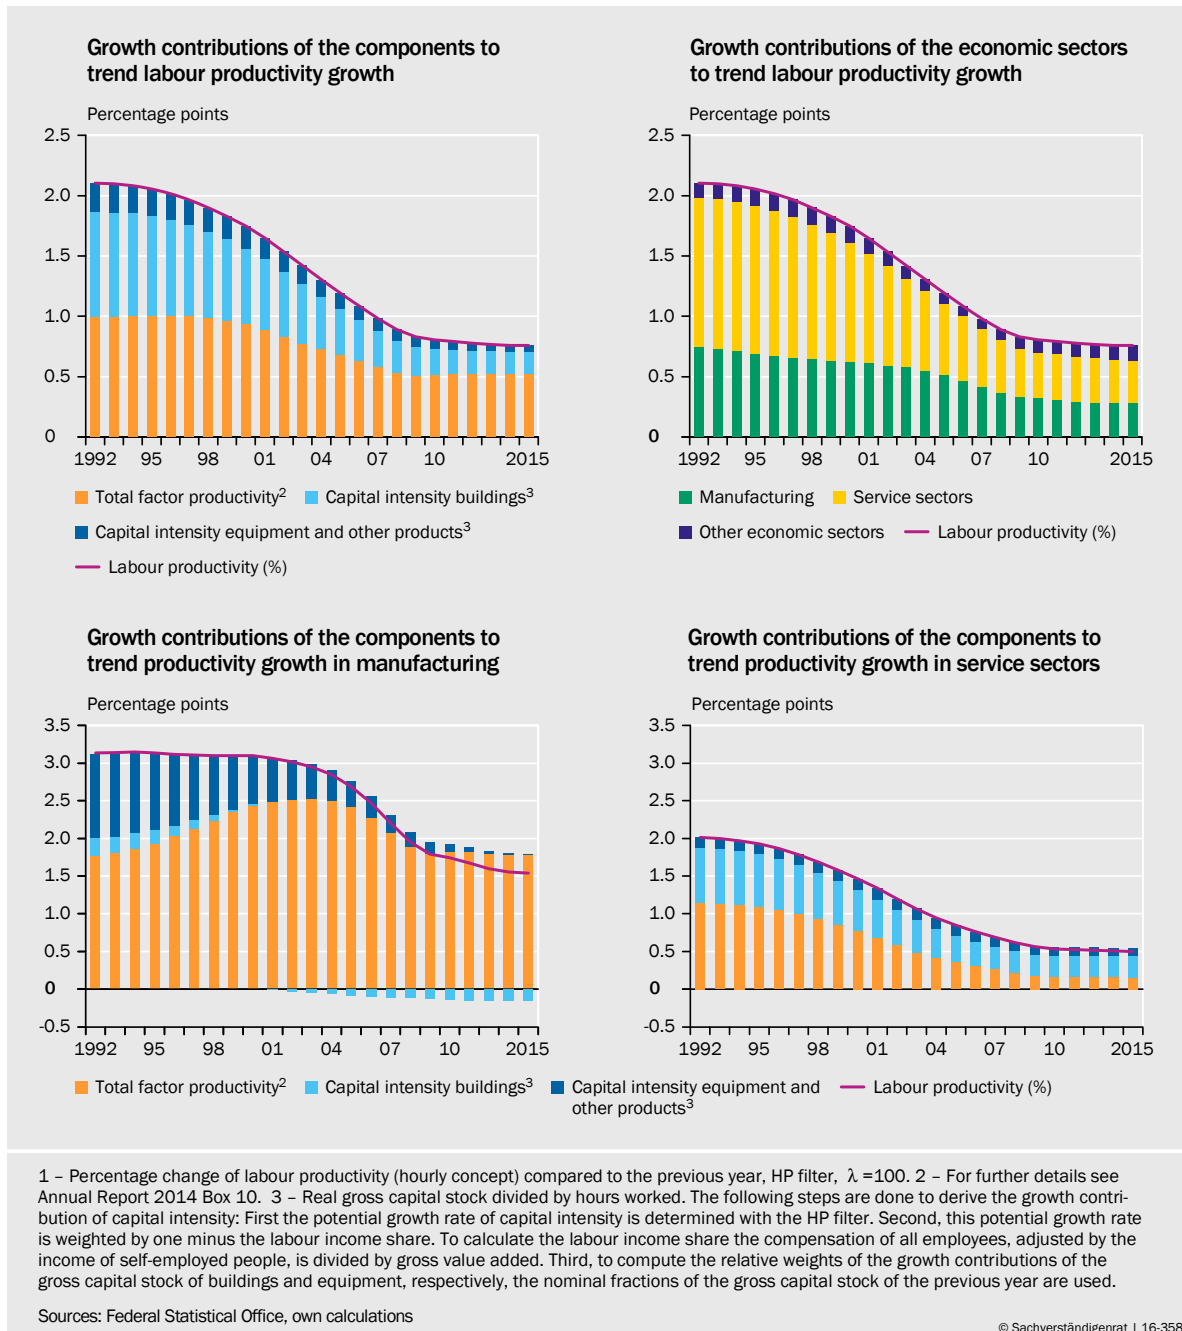 Growth contributions of the components to
trend labour productivity growth
Percentage points
2.5
2.0
1.5
1.0
0.5
0
1992 95 98 01 04 07 10 2015
Total factor productivity2 Capital intensity buildings3
Capital intensity equipment and other products3
Labour productivity (%)
Growth contributions of the economic sectors
to trend labour productivity growth
Percentage points
2.5
2.0
1.5
1.0
0.5
0
1992 95 98 01 04 07 10 2015
Manufacturing Service sectors
Other economic sectors Labour productivity (%)
Growth contributions of the components to
trend productivity growth in manufacturing
Percentage points
3.5
3.0
2.5
2.0
1.5
1.0
0.5
0
-0.5
1992 95 98 01 04 07 10 2015
Growth contributions of the components to
trend productivity growth in service sectors
Percentage points
3.5
3.0
2.5
2.0
1.5
1.0
0.5
0
-0.5
1992 95 98 01 04 07 10 2015
Total factor productivity2 Capital intensity buildings3 Capital intensity equipment and Labour productivity (%)
other products3
1 – Percentage change of labour productivity (hourly concept) compared to the previous year, HP filter, λ =100. 2 – For further details see
Annual Report 2014 Box 10. 3 – Real gross capital stock divided by hours worked. The following steps are done to derive the growth contri-
bution of capital intensity: First the potential growth rate of capital intensity is determined with the HP filter. Second, this potential growth rate
is weighted by one minus the labour income share. To calculate the labour income share the compensation of all employees, adjusted by the
income of self-employed people, is divided by gross value added. Third, to compute the relative weights of the growth contributions of the
gross capital stock of buildings and equipment, respectively, the nominal fractions of the gross capital stock of the previous year are used.
Sources: Federal Statistical Office, own calculations
© Sachverständigenrat | 16-358